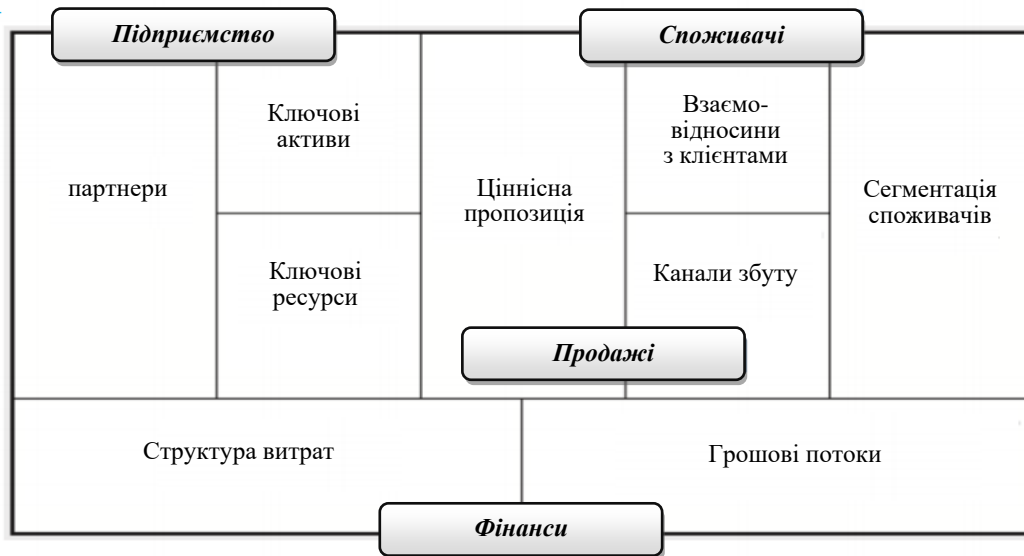 Підприємство
Споживачі
партнери
Ключові
активи
Ключові
ресурси
Ціннісна
пропозиція
Взаємо-
відносини
з клієнтами
Канали збуту
Сегментація
споживачів
Продажі
Структура витрат
Грошові потоки
Фінанси